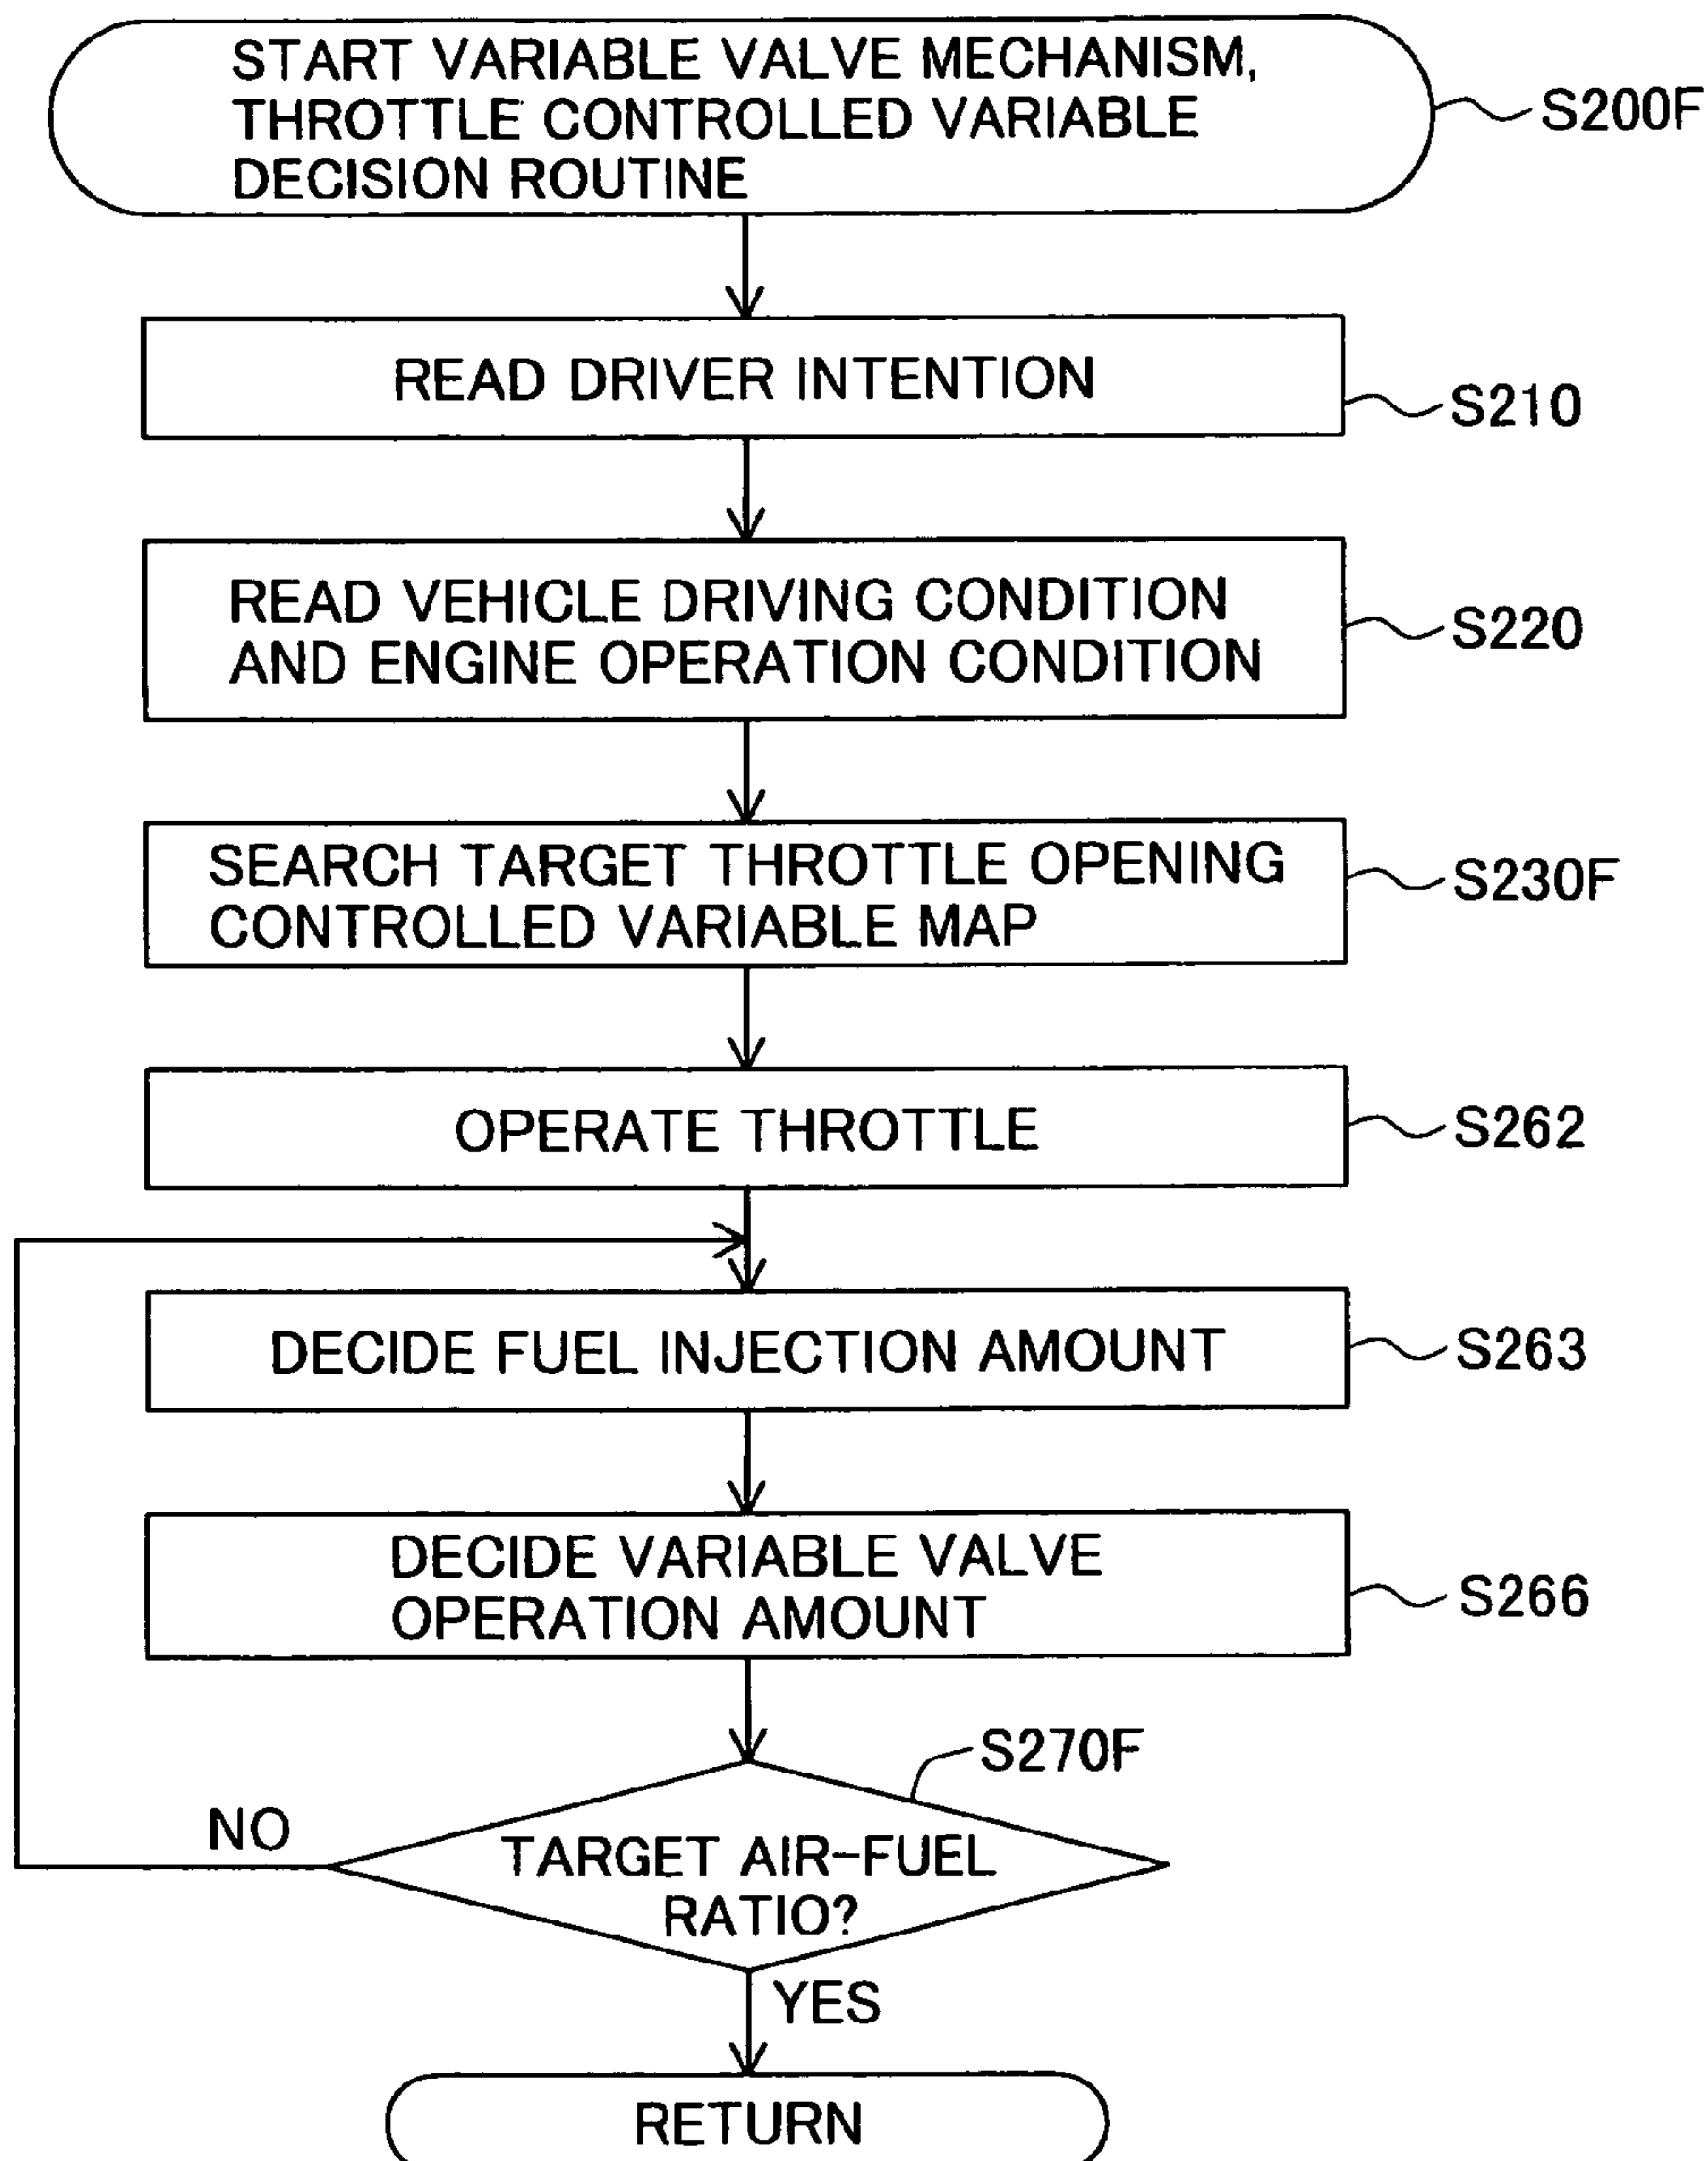 START VARIABLE VALVE MECHANISM,
THROTTLE CONTROLLED VARIABLE
DECISION ROUTINE
S200F
READ DRIVER INTENTION
S210
READ VEHICLE DRIVING CONDITION
AND ENGINE OPERATION CONDITION
S220
SEARCH TARGET THROTTLE OPENING
CONTROLLED VARIABLE MAP
S230F
OPERATE THROTTLE
S262
DECIDE FUEL INJECTION AMOUNT
S263
DECIDE VARIABLE VALVE
OPERATION AMOUNT
S266
S270F
NO
TARGET AIR-FUEL
RATIO?
YES
RETURN